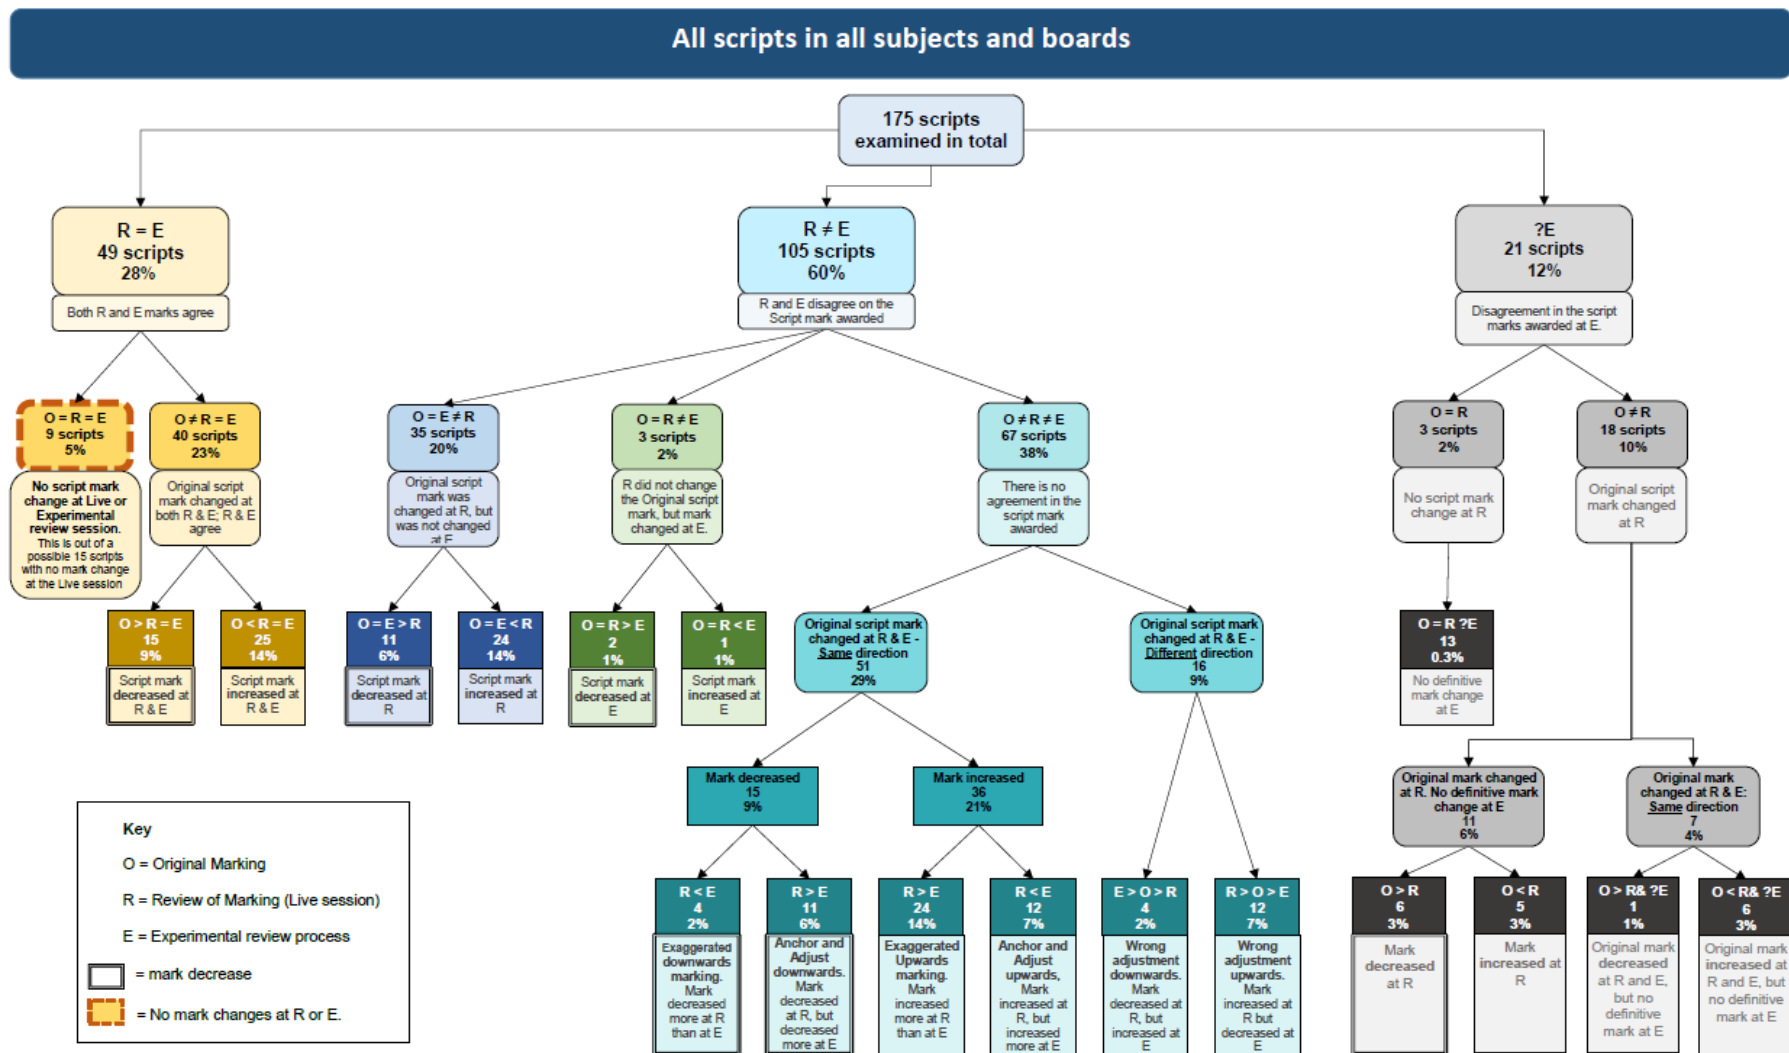 All scripts in all subjects and boards
175 scripts
examined in total
R = E
49 scripts
28%
Both R and E marks agree
R ≠ E
105 scripts
60%
R and E disagree on the
Script mark awarded
?E
21 scripts
12%
Disagreement in the script
marks awarded at E.
O = R = E
9 scripts
5%
No script mark
change at Live or
Experimental
review session.
This is out of a
possible 15 scripts
with no mark change
at the Live session
O ≠ R = E
40 scripts
23%
Original script
mark changed at
both R & E; R & E
agree
O = E ≠ R
35 scripts
20%
Original script
mark was
changed at R, but
was not changed
at E
O = R ≠ E
3 scripts
2%
R did not change
the Original script
mark, but mark
changed at E.
O ≠ R ≠ E
67 scripts
38%
There is no
agreement in the
script mark
awarded
O = R
3 scripts
2%
No script mark
change at R
O ≠ R
18 scripts
10%
Original script
mark changed
at R
O > R = E
15
9%
Script mark
decreased at
R & E
O < R = E
25
14%
Script mark
increased at
R & E
O = E > R
11
6%
Script mark
decreased at
R
O = E < R
24
14%
Script mark
increased at
R
O = R > E
2
1%
Script mark
decreased at
E
O = R < E
1
1%
Script mark
increased at
E
Original script mark
changed at R & E -
Same direction
51
29%
Original script mark
changed at R & E -
Different direction
16
9%
O = R ?E
13
0.3%
No definitive
mark change
at E
Mark decreased
15
9%
Mark increased
36
21%
Original mark changed
at R. No definitive mark
change at E
11
6%
Original mark
changed at R & E:
Same direction
7
4%
R < E
4
2%
Exaggerated
downwards
marking.
Mark
decreased
more at R
than at E
R > E
11
6%
Anchor and
Adjust
downwards.
Mark
decreased
at R, but
decreased
more at E
R > E
24
14%
Exaggerated
Upwards
marking.
Mark
increased
more at R
than at E
R < E
12
7%
Anchor and
Adjust
upwards,
Mark
increased at
R, but
increased
more at E
E > O > R
4
2%
Wrong
adjustment
downwards.
Mark
decreased at
R, but
increased at
E
R > O > E
12
7%
Wrong
adjustment
upwards.
Mark
increased at
R but
decreased at
E
O > R
6
3%
Mark
decreased
at R
O < R
5
3%
Mark
increased at
R
O > R& ?E
1
1%
Original mark
decreased
at R and E,
but no
definitive
mark at E
O < R& ?E
6
3%
Original mark
increased at
R and E, but
no definitive
mark at E
Key
O = Original Marking
R = Review of Marking (Live session)
E = Experimental review process
= mark decrease
= No mark changes at R or E.